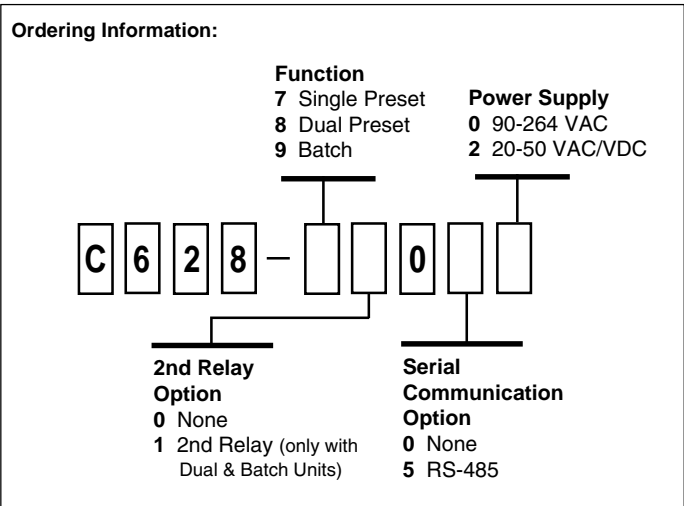 Ordering Information:
Function
7 Single Preset
8 Dual Preset
9 Batch
Power Supply
0 90-264 VAC
2 20-50 VAC/VDC
C 6 2 8 – 0
2nd Relay
Option
0 None
1 2nd Relay (only with
Dual & Batch Units)
Serial
Communication
Option
0 None
5 RS-485